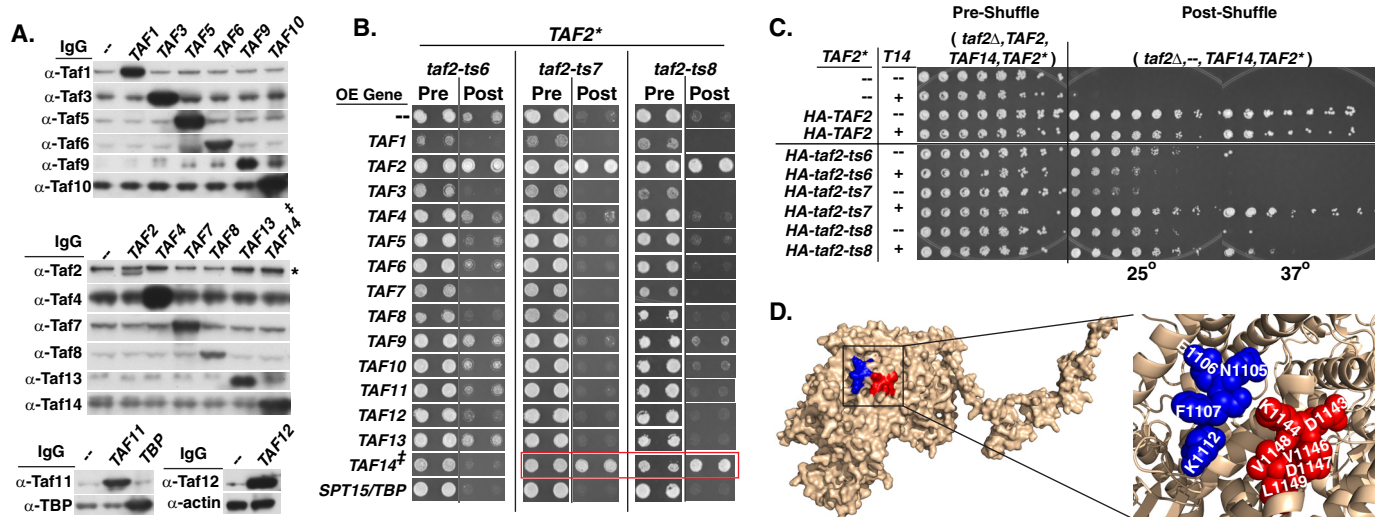 A.
IgG -- TAF1 TAF3 TAF5 TAF6 TAF9 TAF10
α-Taf1
α-Taf3
α-Taf5
α-Taf6
α-Taf9
α-Taf10
IgG -- TAF2 TAF4 TAF7 TAF8 TAF13 TAF14‡
α-Taf2 *
α-Taf4
α-Taf7
α-Taf8
α-Taf13
α-Taf14
IgG -- TAF11 TBP
α-Taf11
α-TBP
IgG -- TAF12
α-Taf12
α-actin
B.
TAF2*
taf2-ts6 taf2-ts7 taf2-ts8
OE Gene Pre Post Pre Post Pre Post
--
TAF1
TAF2
TAF3
TAF4
TAF5
TAF6
TAF7
TAF8
TAF9
TAF10
TAF11
TAF12
TAF13
TAF14‡
SPT15/TBP
C.
Pre-Shuffle Post-Shuffle
TAF2* T14 (taf2Δ,TAF2, TAF14,TAF2*) (taf2Δ,--,TAF14,TAF2*)
-- --
-- +
HA-TAF2 --
HA-TAF2 +
HA-taf2-ts6 --
HA-taf2-ts6 +
HA-taf2-ts7 --
HA-taf2-ts7 +
HA-taf2-ts8 --
HA-taf2-ts8 +
25° 37°
D.
E1106
N1105
F1107
K1112
K1144
D1143
V1148
V1146
D1147
L1149